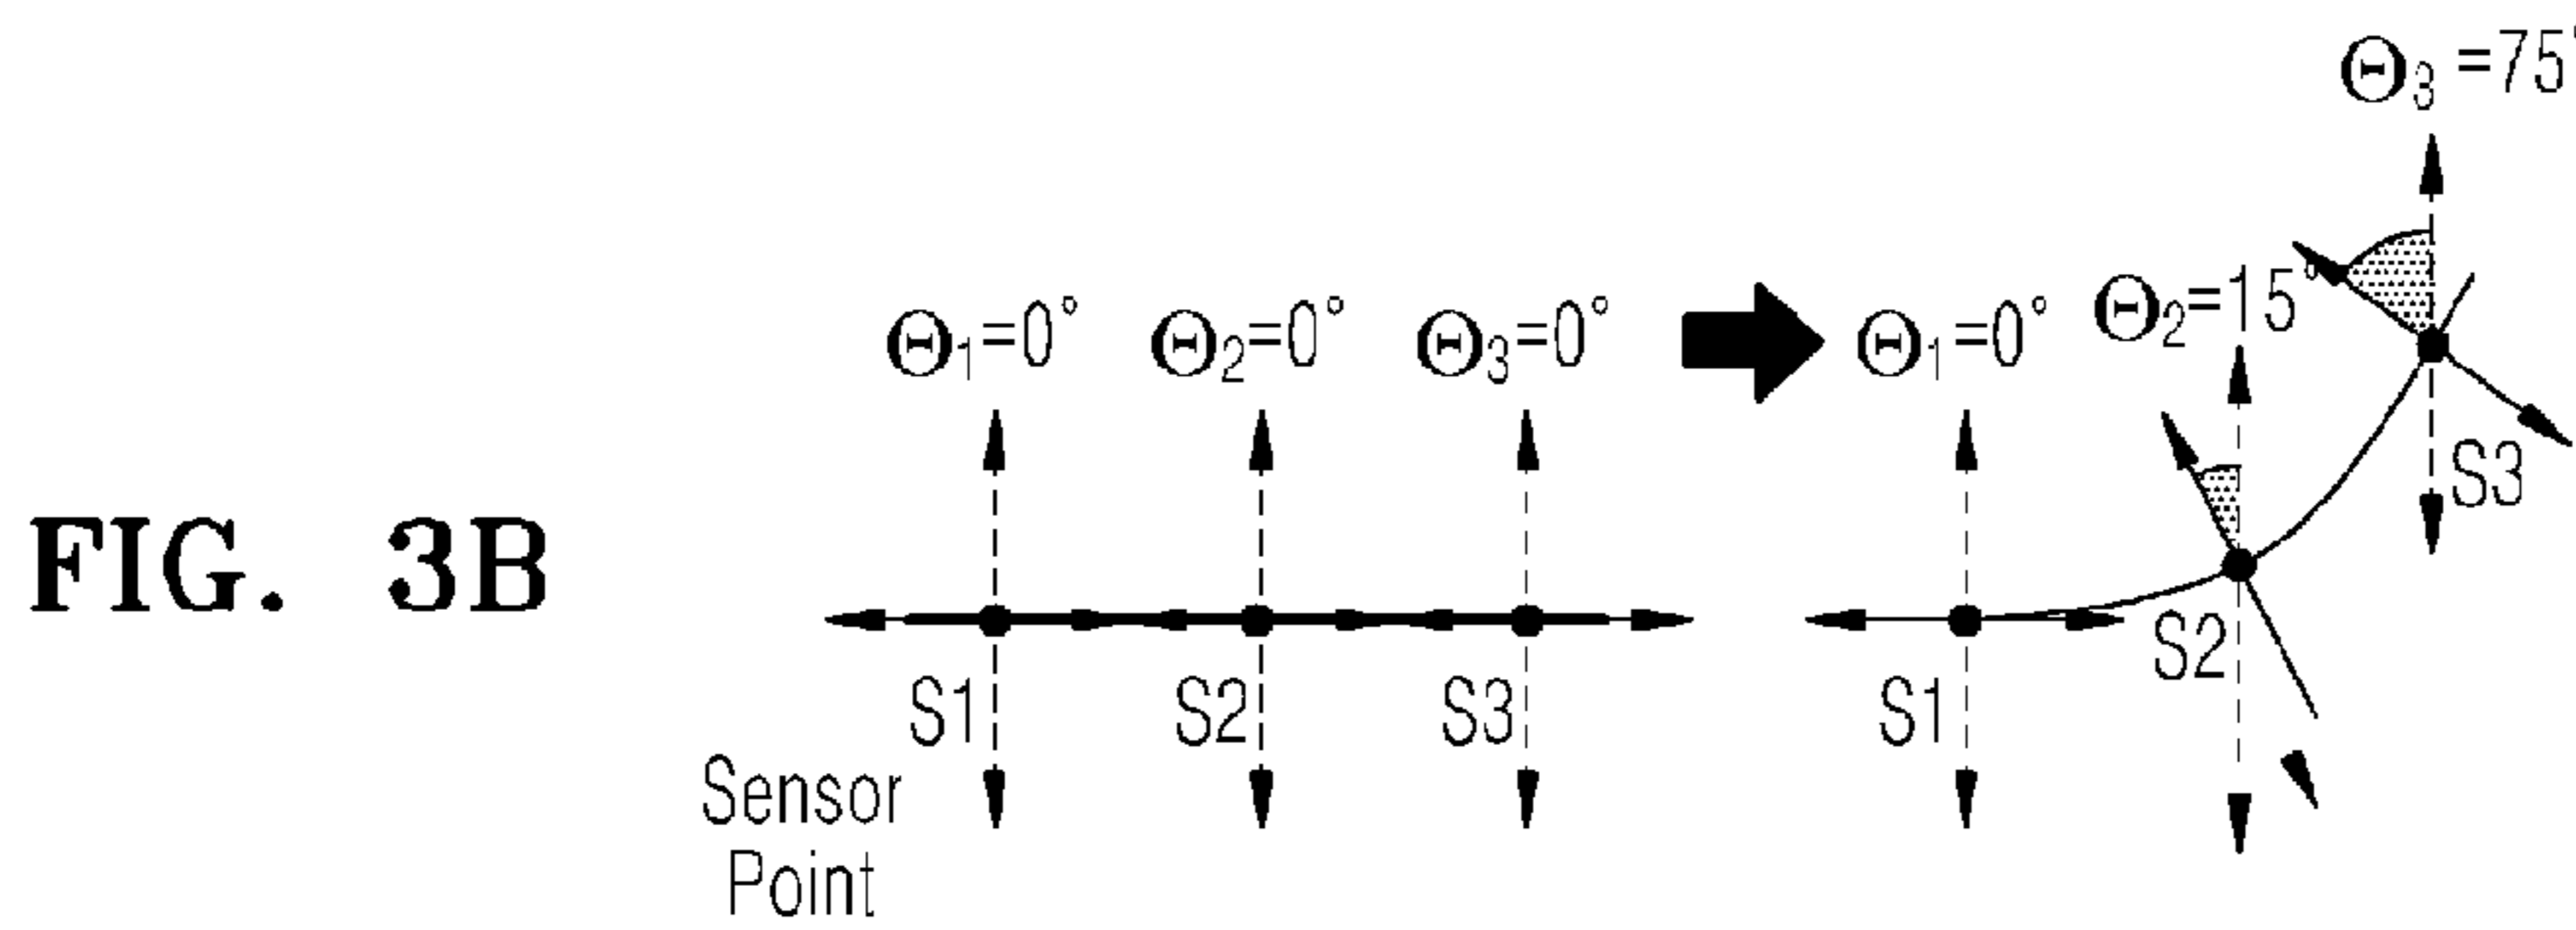 Θ3 =75°
Θ1=0° Θ2=0° Θ3=0° Θ1=0° Θ2=15°
FIG. 3B
S1 S2 S3 S1 S2 S3
Sensor
Point